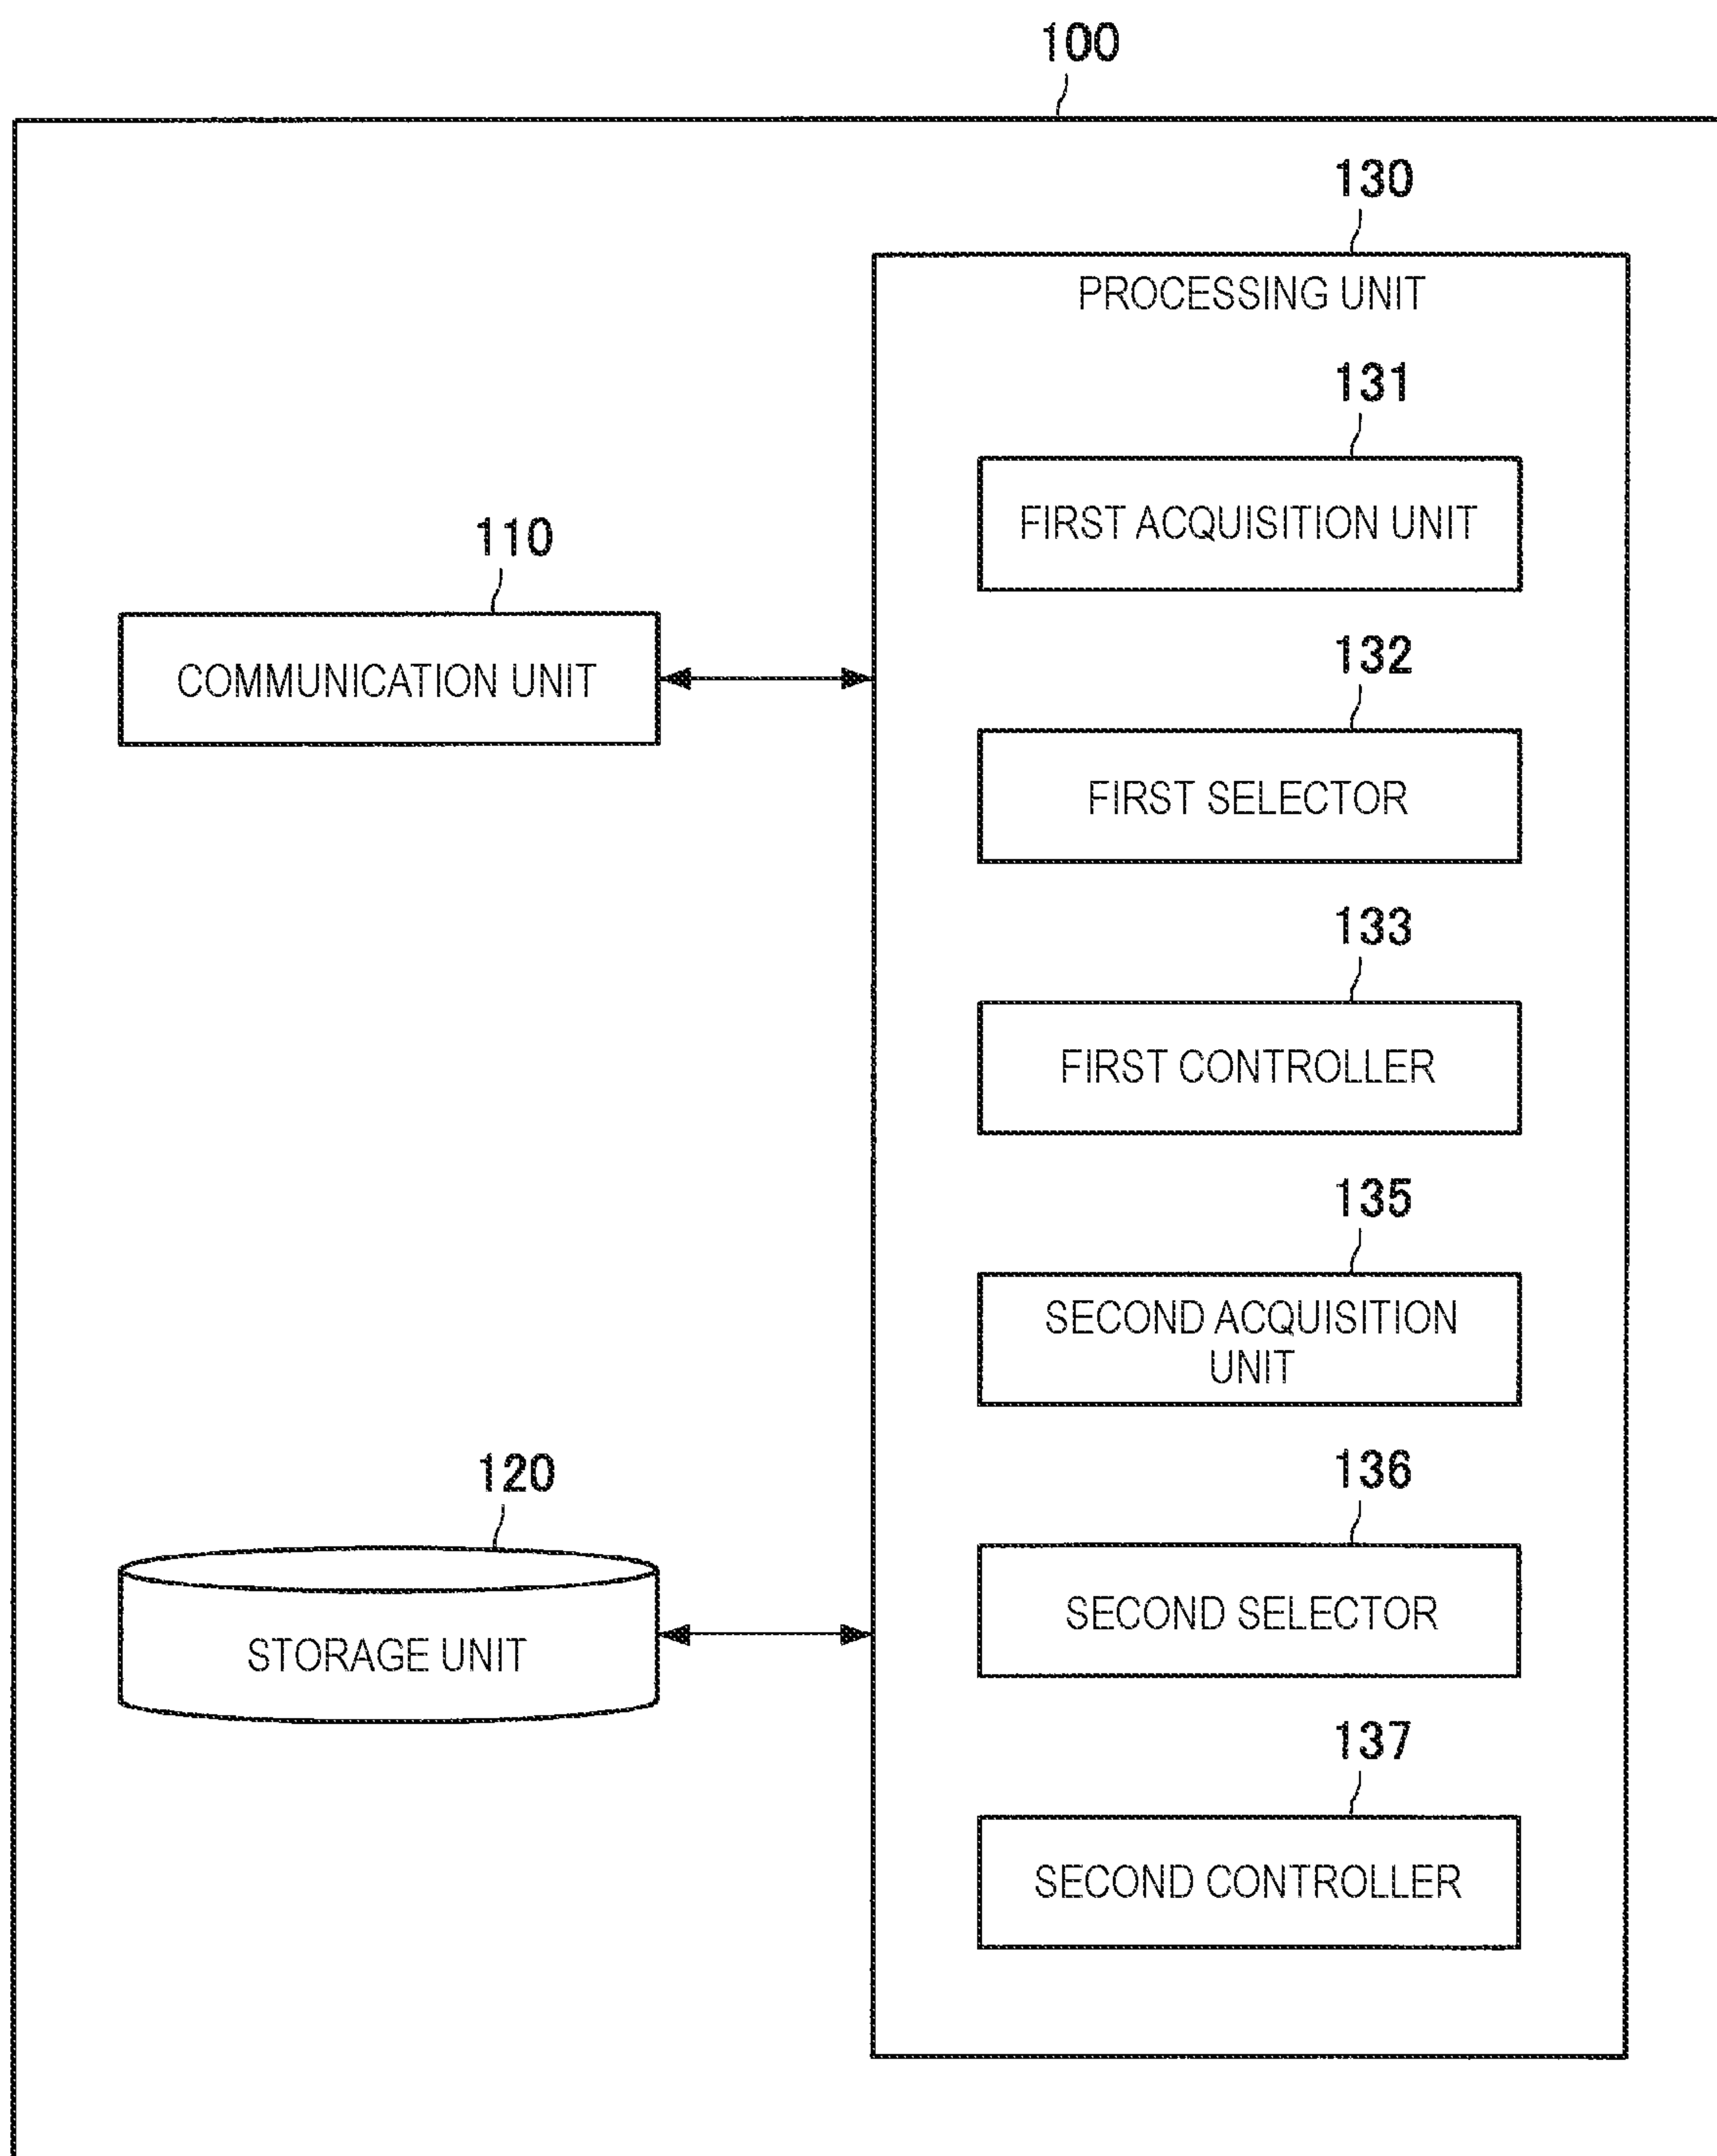 100
130
PROCESSING UNIT
131
FIRST ACQUISITION UNIT
110
COMMUNICATION UNIT
132
FIRST SELECTOR
133
FIRST CONTROLLER
135
SECOND ACQUISITION
UNIT
120
STORAGE UNIT
136
SECOND SELECTOR
137
SECOND CONTROLLER